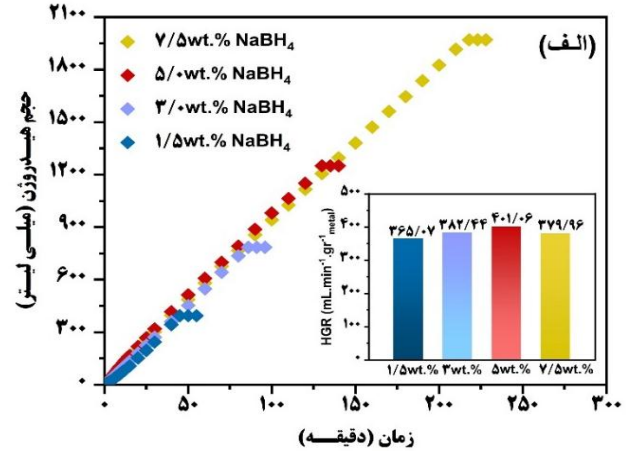 (الف)
۷/۵wt.% NaBH₄
۵/۰wt.% NaBH₄
۳/۰wt.% NaBH₄
۱/۵wt.% NaBH₄
حجم هیدروژن (میلی لیتر)
۲۱۰۰
۱۸۰۰
۱۵۰۰
۱۲۰۰
۹۰۰
۶۰۰
۳۰۰
۰
۰ ۵۰ ۱۰۰ ۱۵۰ ۲۰۰ ۲۵۰ ۳۰۰
زمان (دقیقه)
HGR (mL.min⁻¹.gr⁻¹ metal)
۵۰۰
۴۰۰
۳۰۰
۲۰۰
۱۰۰
۰
۳۶۵/۰۷ ۳۸۲/۴۴ ۴۰۱/۰۶ ۳۷۹/۹۶
۱/۵wt.% ۳wt.% ۵wt.% ۷/۵wt.%